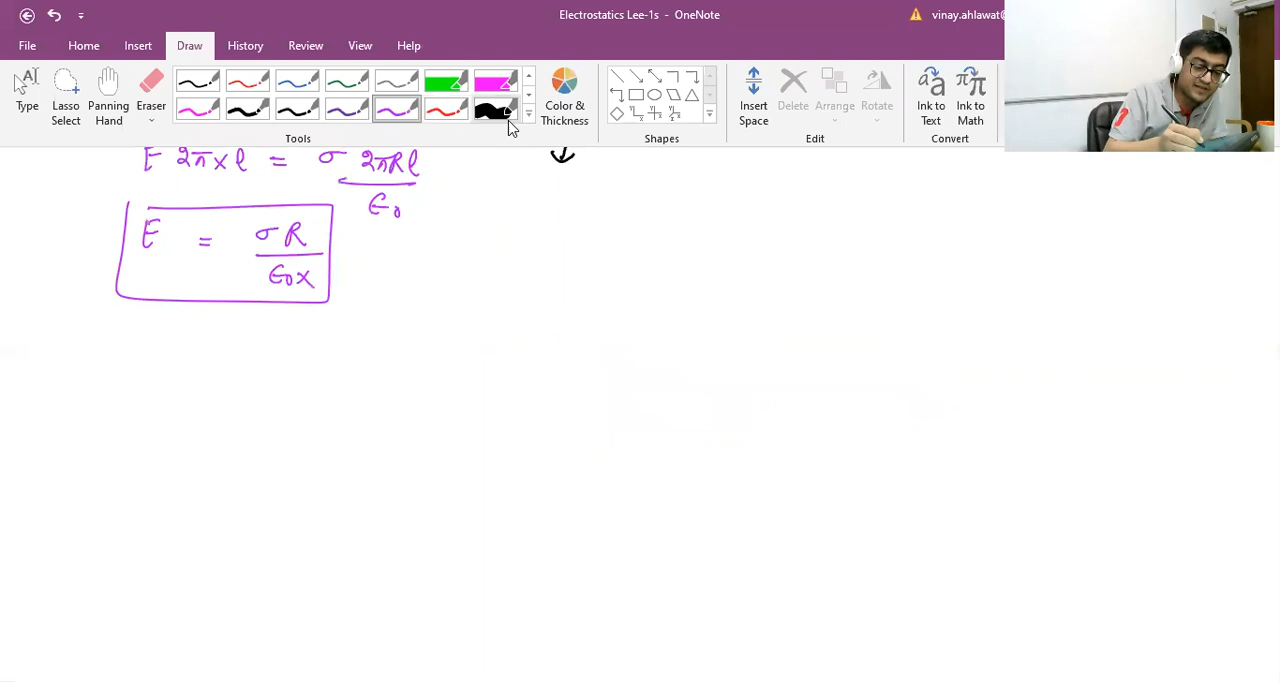 Electrostatics Lee-1s - OneNote
vinay.ahlawat@
File Home Insert Draw History Review View Help
Type Lasso Select Panning Hand Eraser Color & Thickness Insert Space Delete Arrange Rotate Ink to Text Ink to Math
Tools Shapes Edit Convert
E 2π x l = σ 2πRl
ϵ₀
E = σR
ϵ₀x